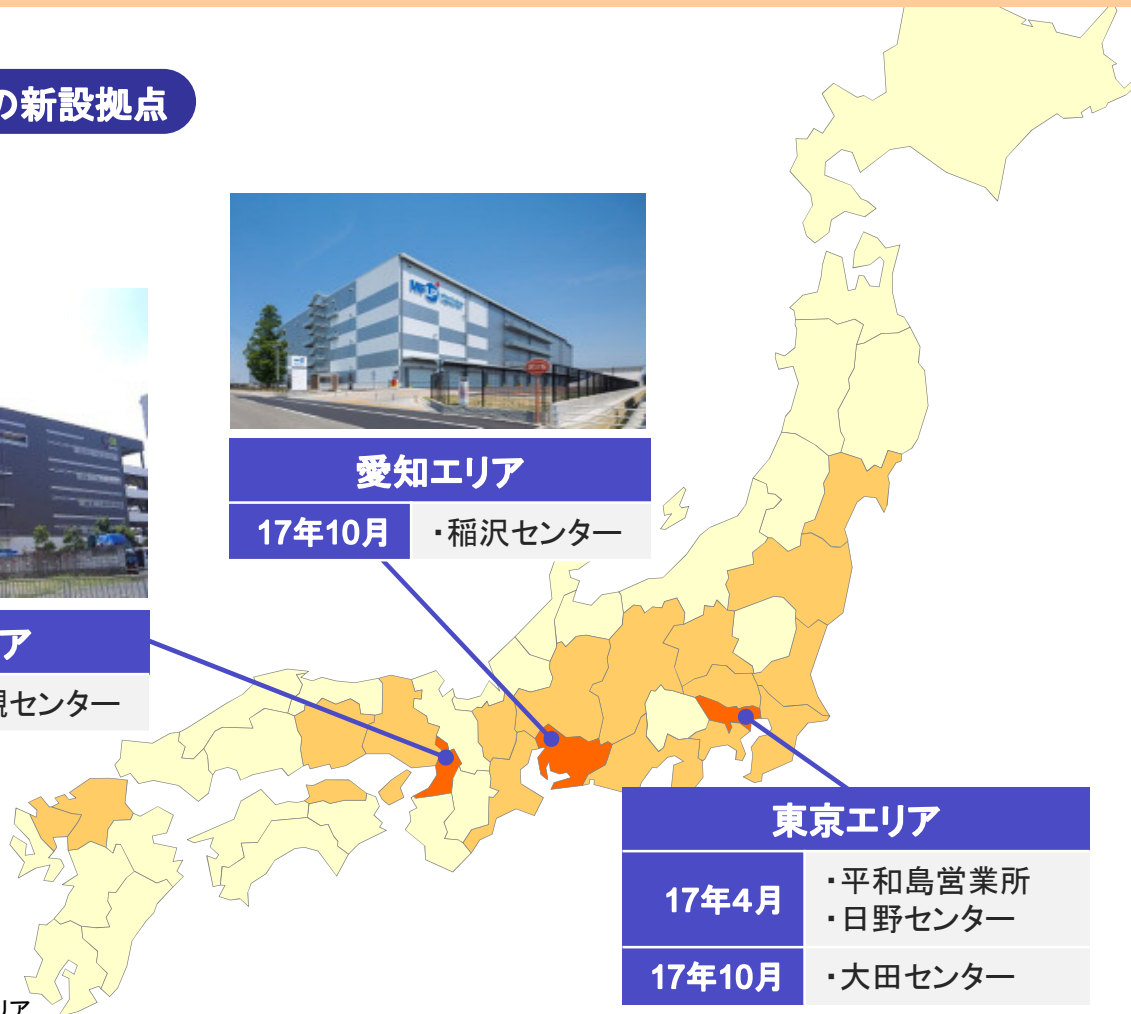 の新設拠点
愛知エリア
17年10月
・稲沢センター
ア
センター
東京エリア
17年4月
・平和島営業所
・日野センター
17年10月
・大田センター
リア